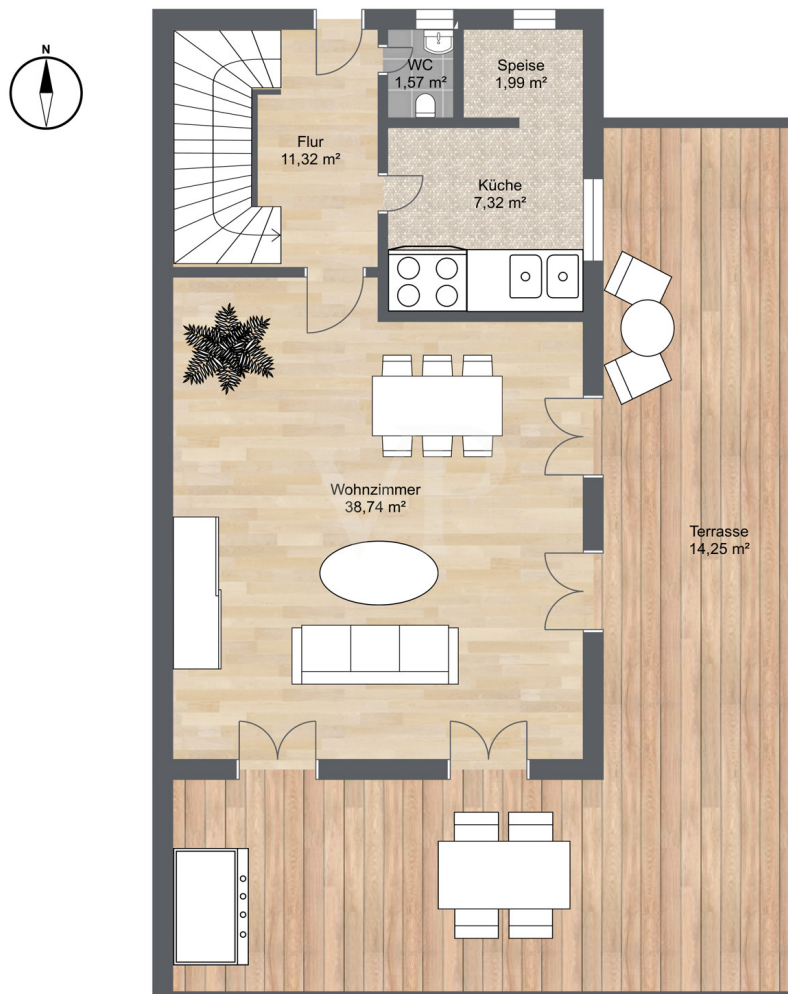 N
WC
1,57 m²
Speise
1,99 m²
Flur
11,32 m²
Küche
7,32 m²
Wohnzimmer
38,74 m²
Terrasse
14,25 m²
VP